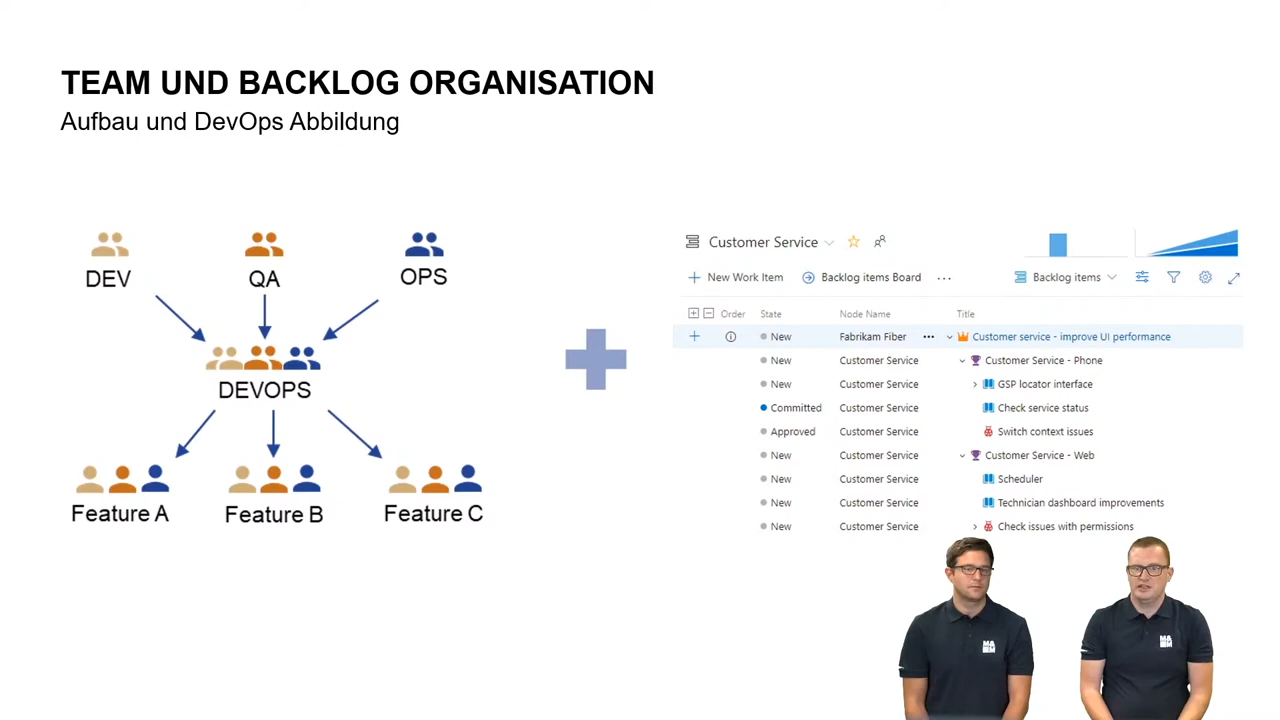 TEAM UND BACKLOG ORGANISATION
Aufbau und DevOps Abbildung
DEV QA OPS
DEVOPS
Feature A Feature B Feature C
Customer Service
New Work Item Backlog items Board ... Backlog items
Order State Node Name Title
New Fabrikam Fiber ... Customer service - improve UI performance
New Customer Service Customer Service - Phone
New Customer Service GSP locator interface
Committed Customer Service Check service status
Approved Customer Service Switch context issues
New Customer Service Customer Service - Web
New Customer Service Scheduler
New Customer Service Technician dashboard improvements
New Customer Service Check issues with permissions